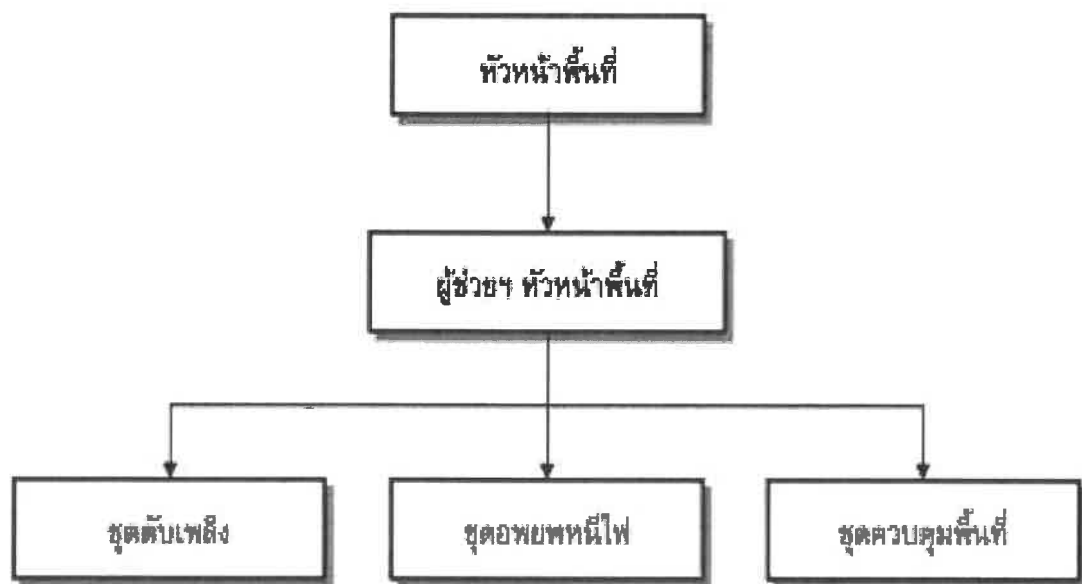 หัวหน้าพื้นที่
ผู้ช่วยฯ หัวหน้าพื้นที่
ชุดดับเพลิง
ชุดอพยพหนีไฟ
ชุดควบคุมพื้นที่